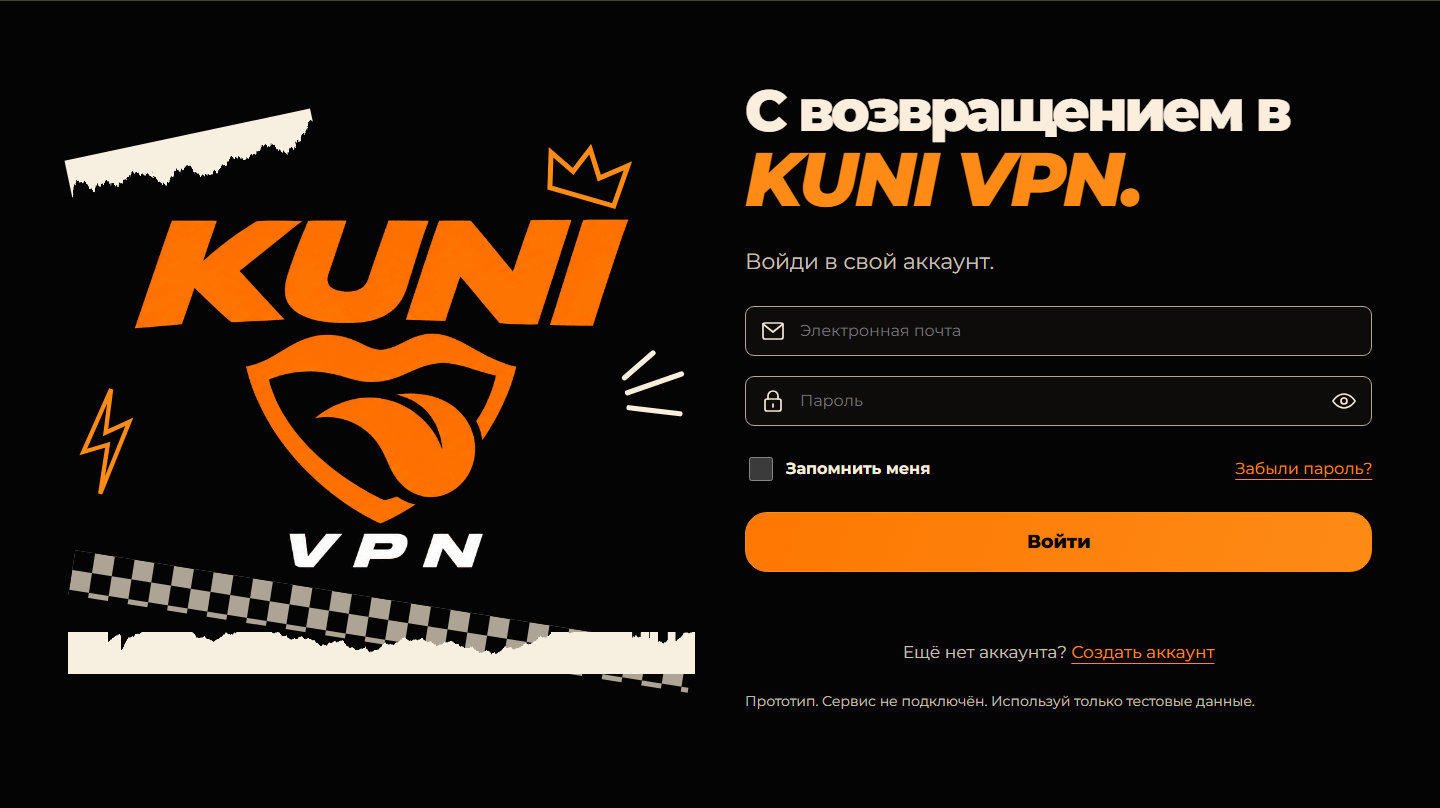 KUNI
VPN
С возвращением в
KUNI VPN.
Войди в свой аккаунт.
Электронная почта
Пароль
Запомнить меня
Забыли пароль?
Войти
Ещё нет аккаунта? Создать аккаунт
Прототип. Сервис не подключён. Используй только тестовые данные.